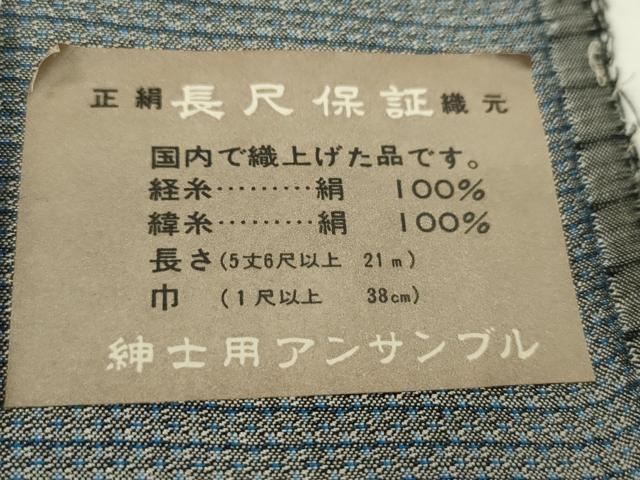 正絹 長尺保証 織元
国内で織上げた品です。
経糸………絹 100%
緯糸………絹 100%
長さ(5丈6尺以上 21m)
巾 (1尺以上 38cm)
紳士用アンサンブル